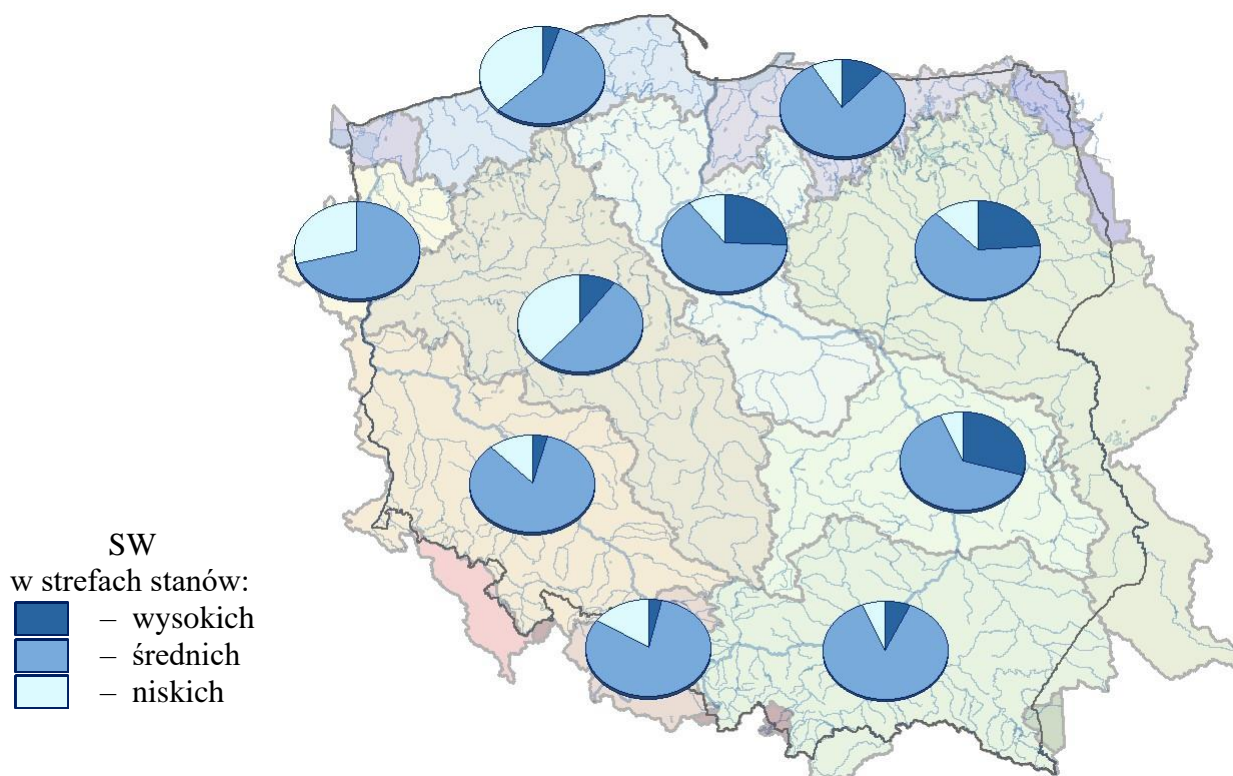 SW
w strefach stanów:
– wysokich
– średnich
– niskich